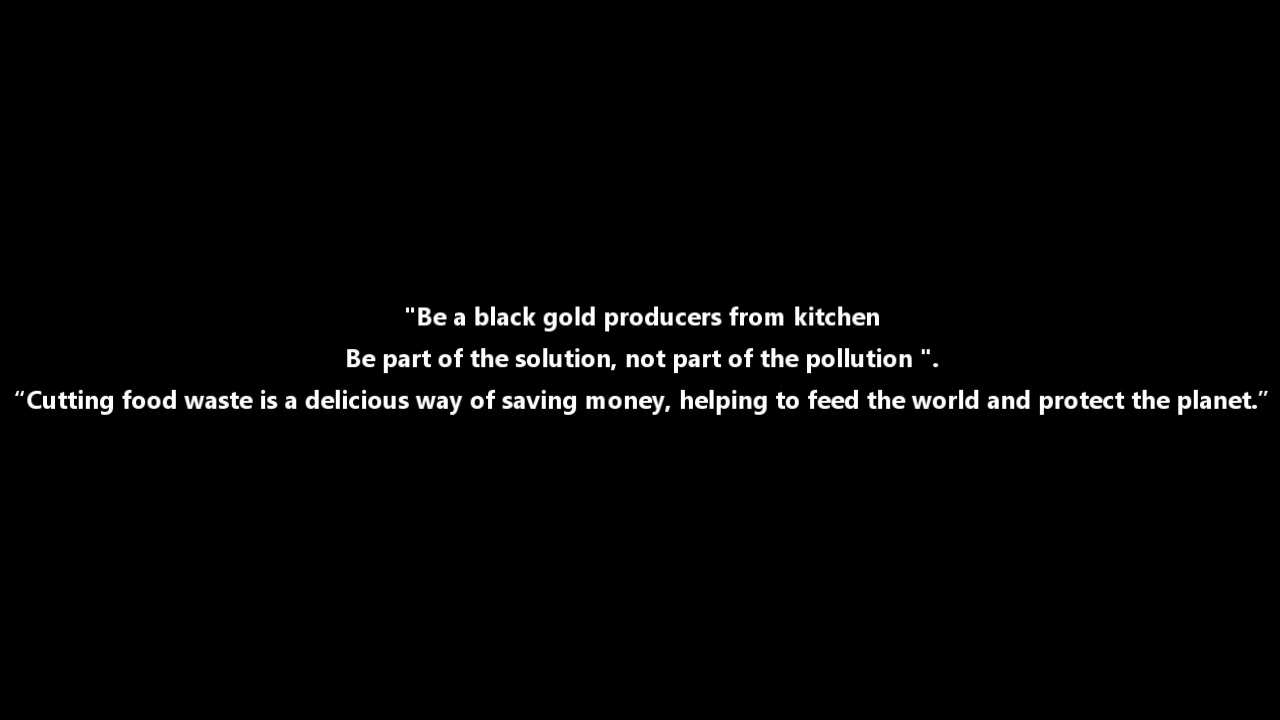 "Be a black gold producers from kitchen
Be part of the solution, not part of the pollution ".
“Cutting food waste is a delicious way of saving money, helping to feed the world and protect the planet.”